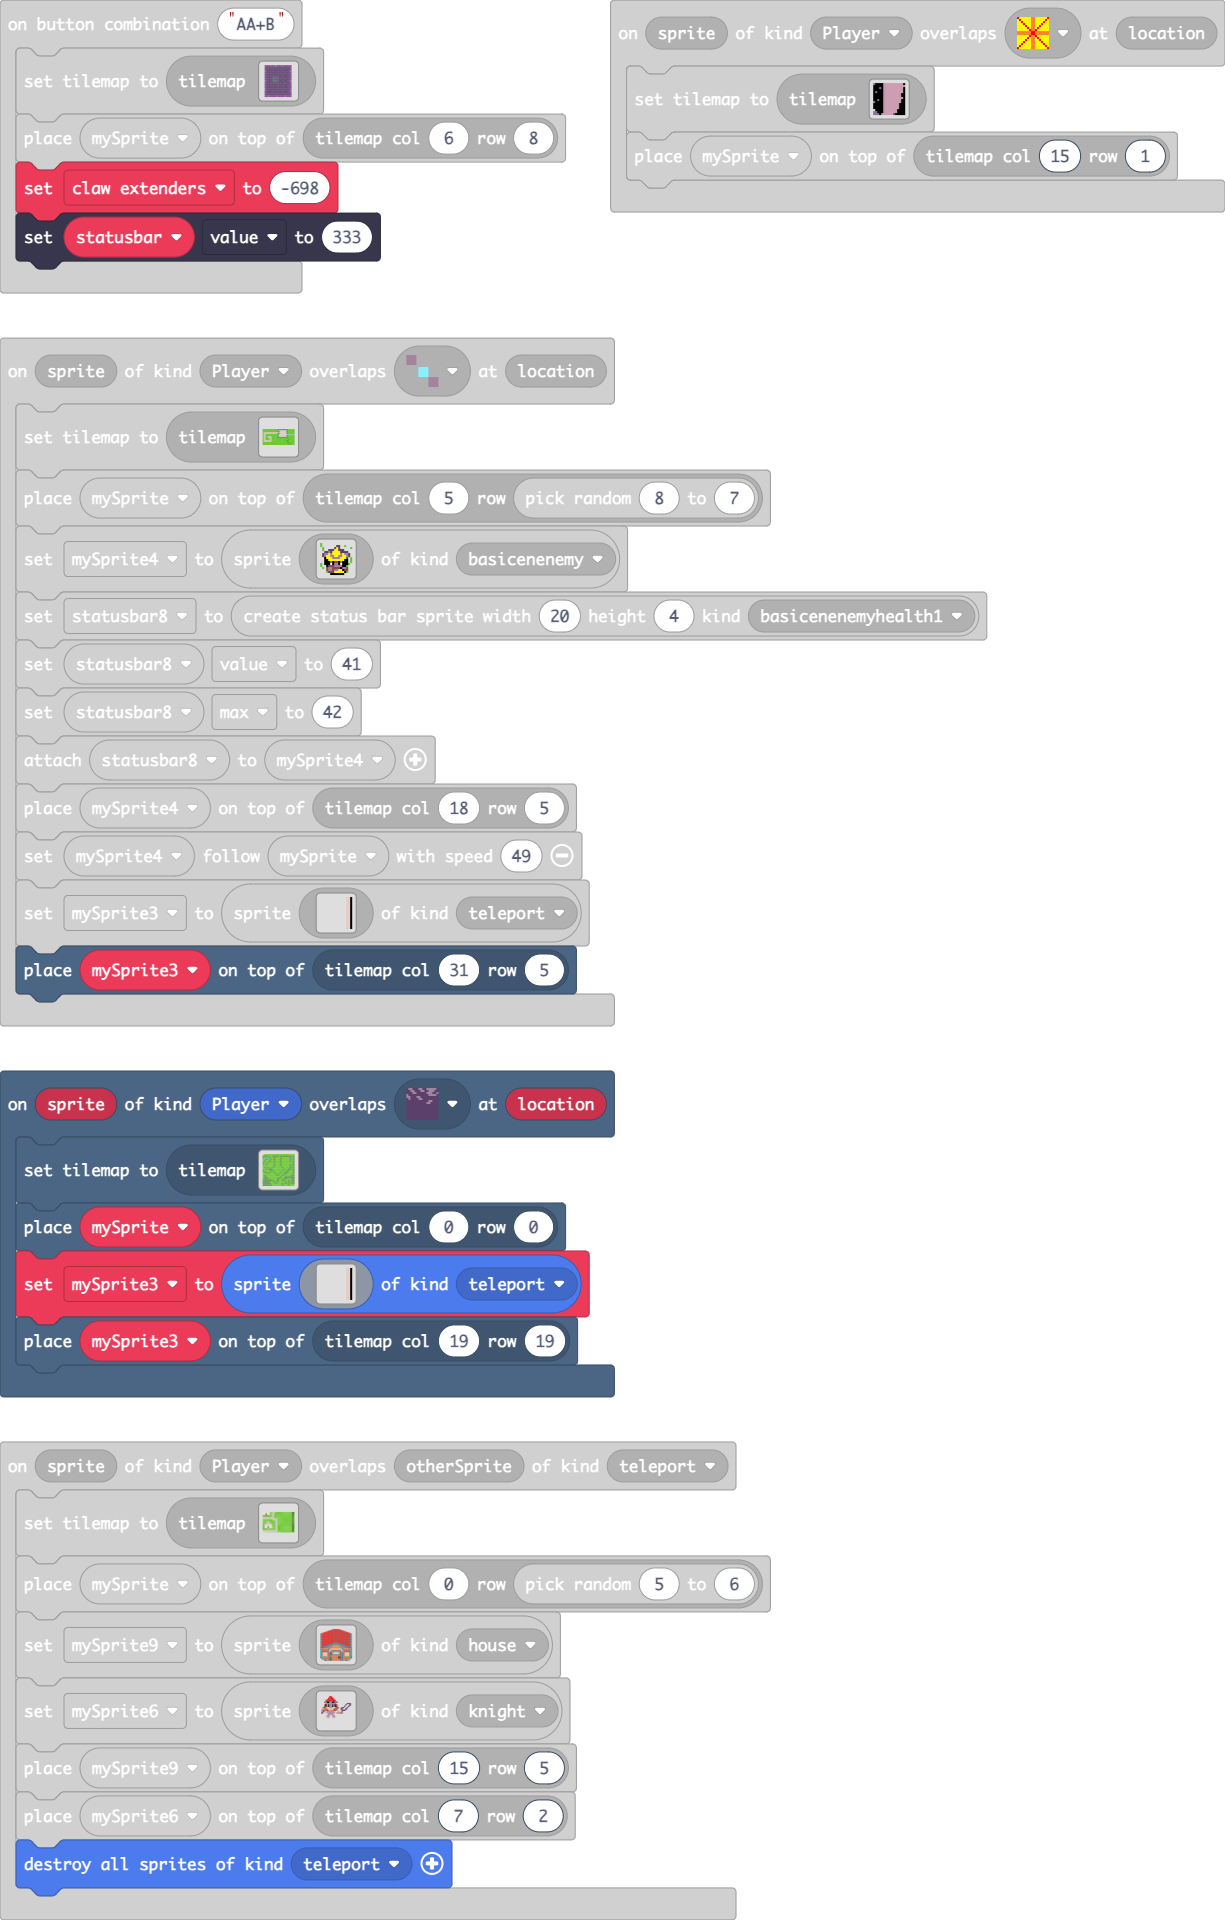 on button combination "AA+B"
set tilemap to tilemap
place mySprite on top of tilemap col 6 row 8
set claw extenders to -698
set statusbar value to 333
on sprite of kind Player overlaps at location
set tilemap to tilemap
place mySprite on top of tilemap col 15 row 1
on sprite of kind Player overlaps at location
set tilemap to tilemap
place mySprite on top of tilemap col 5 row pick random 8 to 7
set mySprite4 to sprite of kind basicenenemy
set statusbar8 to create status bar sprite width 20 height 4 kind basicenenemyhealth1
set statusbar8 value to 41
set statusbar8 max to 42
attach statusbar8 to mySprite4
place mySprite4 on top of tilemap col 18 row 5
set mySprite4 follow mySprite with speed 49
set mySprite3 to sprite of kind teleport
place mySprite3 on top of tilemap col 31 row 5
on sprite of kind Player overlaps at location
set tilemap to tilemap
place mySprite on top of tilemap col 0 row 0
set mySprite3 to sprite of kind teleport
place mySprite3 on top of tilemap col 19 row 19
on sprite of kind Player overlaps otherSprite of kind teleport
set tilemap to tilemap
place mySprite on top of tilemap col 0 row pick random 5 to 6
set mySprite9 to sprite of kind house
set mySprite6 to sprite of kind knight
place mySprite9 on top of tilemap col 15 row 5
place mySprite6 on top of tilemap col 7 row 2
destroy all sprites of kind teleport